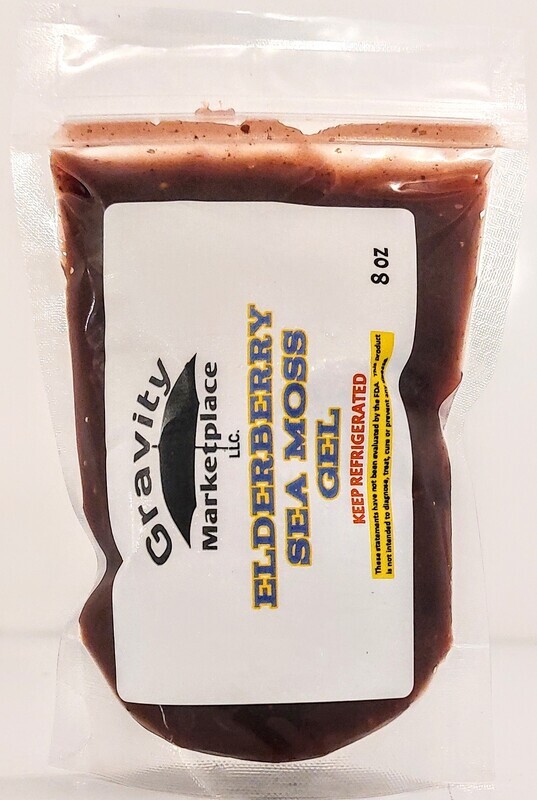 Gravity
Marketplace
LLC.
ELDERBERRY
SEA MOSS
GEL
KEEP REFRIGERATED
These statements have not been evaluated by the FDA. This product
is not intended to diagnose, treat, cure or prevent any
8 OZ